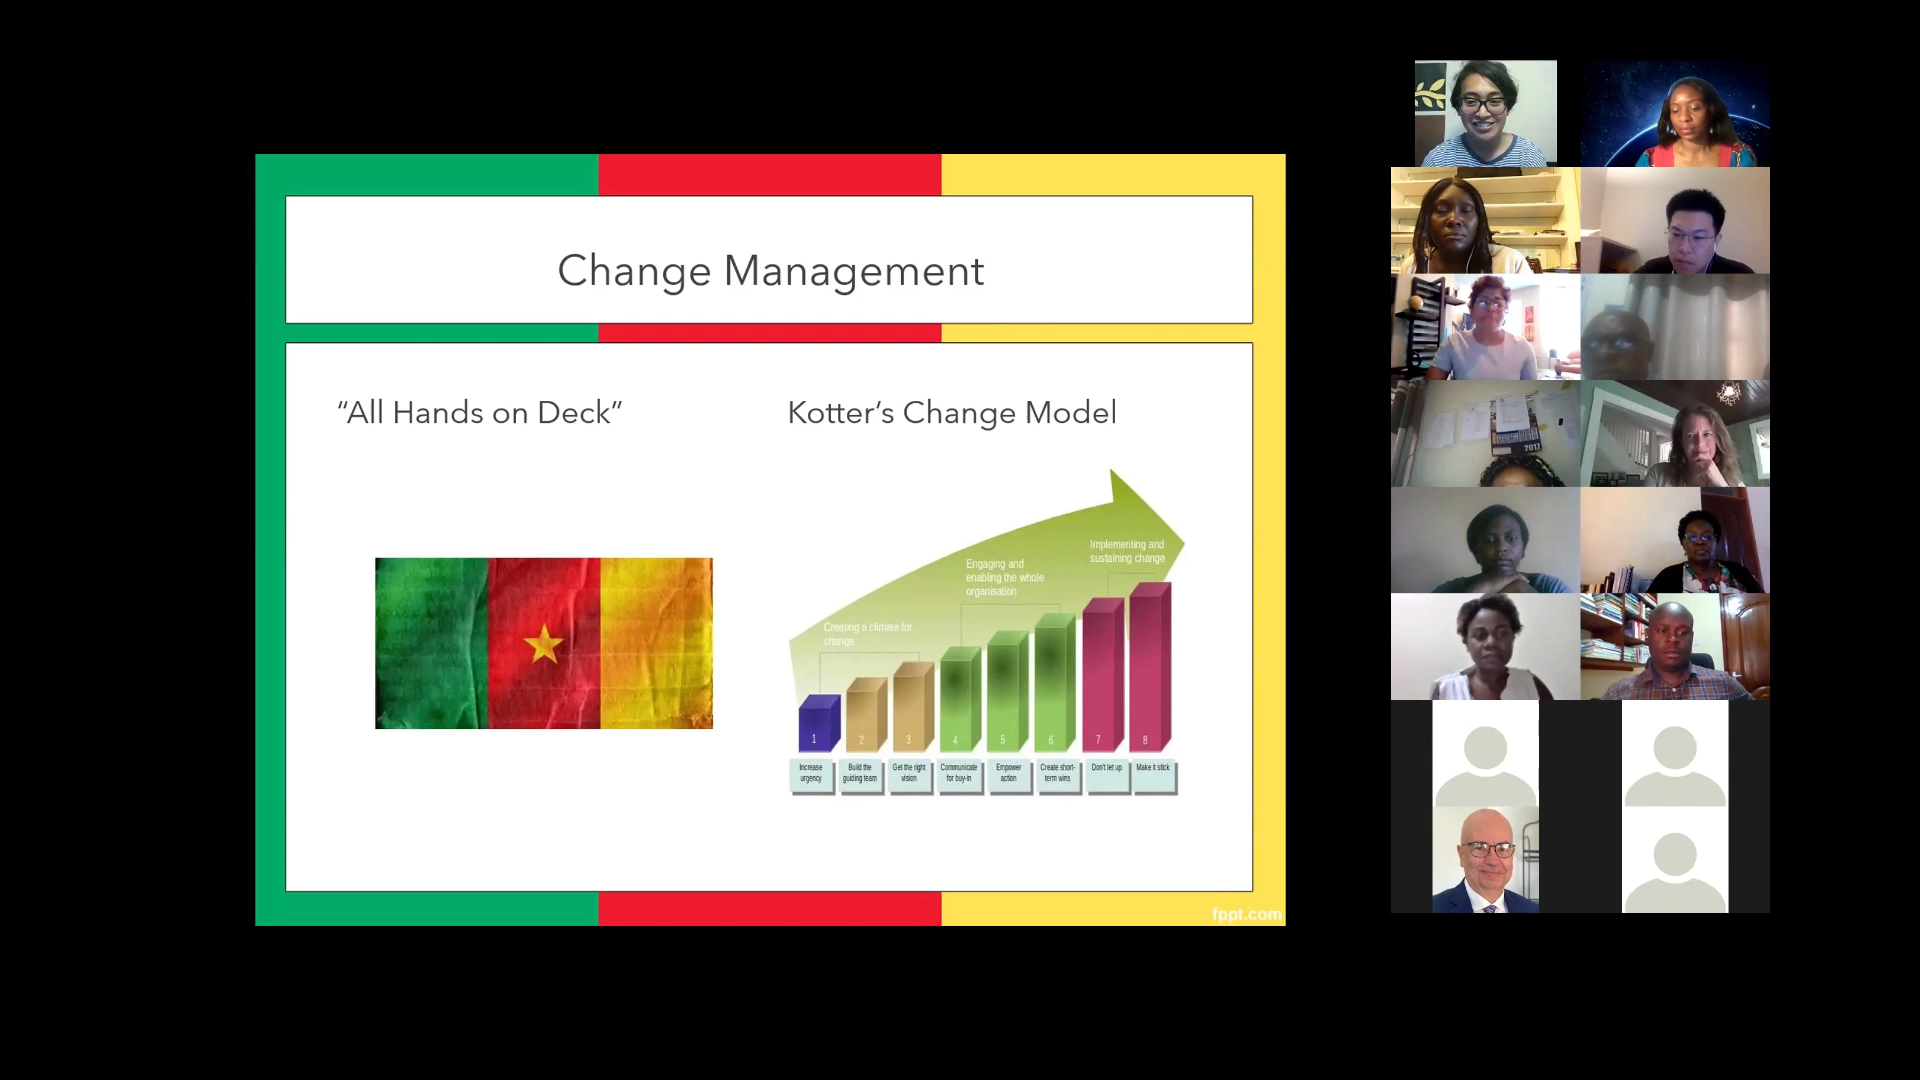 Change Management
“All Hands on Deck”
Kotter’s Change Model
Implementing and
sustaining change
Engaging and
enabling the whole
organisation
Creating a climate for
change
1 2 3 4 5 6 7 8
Increase
urgency
Build the
guiding team
Get the right
vision
Communicate
for buy-in
Empower
action
Create short-
term wins
Don't let up
Make it stick
fppt.com
2017